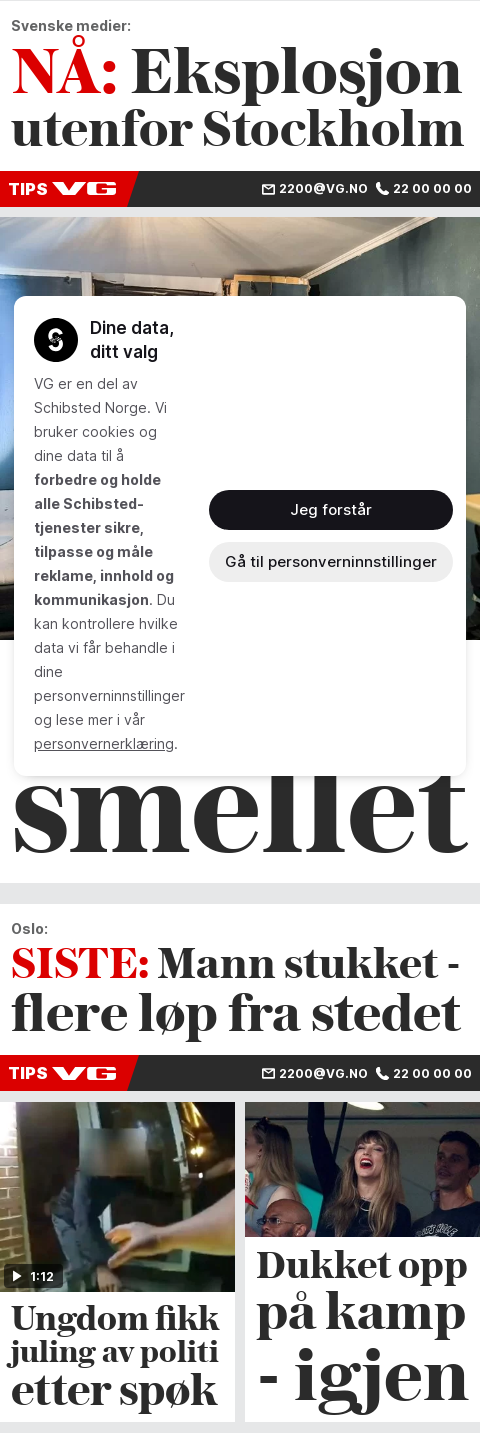 Svenske medier:
NÅ: Eksplosjon
utenfor Stockholm
TIPS VG 2200@VG.NO 22 00 00 00
Dine data,
ditt valg
VG er en del av
Schibsted Norge. Vi
bruker cookies og
dine data til å
forbedre og holde
alle Schibsted-
tjenester sikre,
tilpasse og måle
reklame, innhold og
kommunikasjon. Du
kan kontrollere hvilke
data vi får behandle i
dine
personverninnstillinger
og lese mer i vår
personvernerklæring.
Jeg forstår
Gå til personverninnstillinger
smellet
Oslo:
SISTE: Mann stukket -
flere løp fra stedet
TIPS VG 2200@VG.NO 22 00 00 00
1:12
Ungdom fikk
juling av politi
etter spøk
Dukket opp
på kamp
- igjen